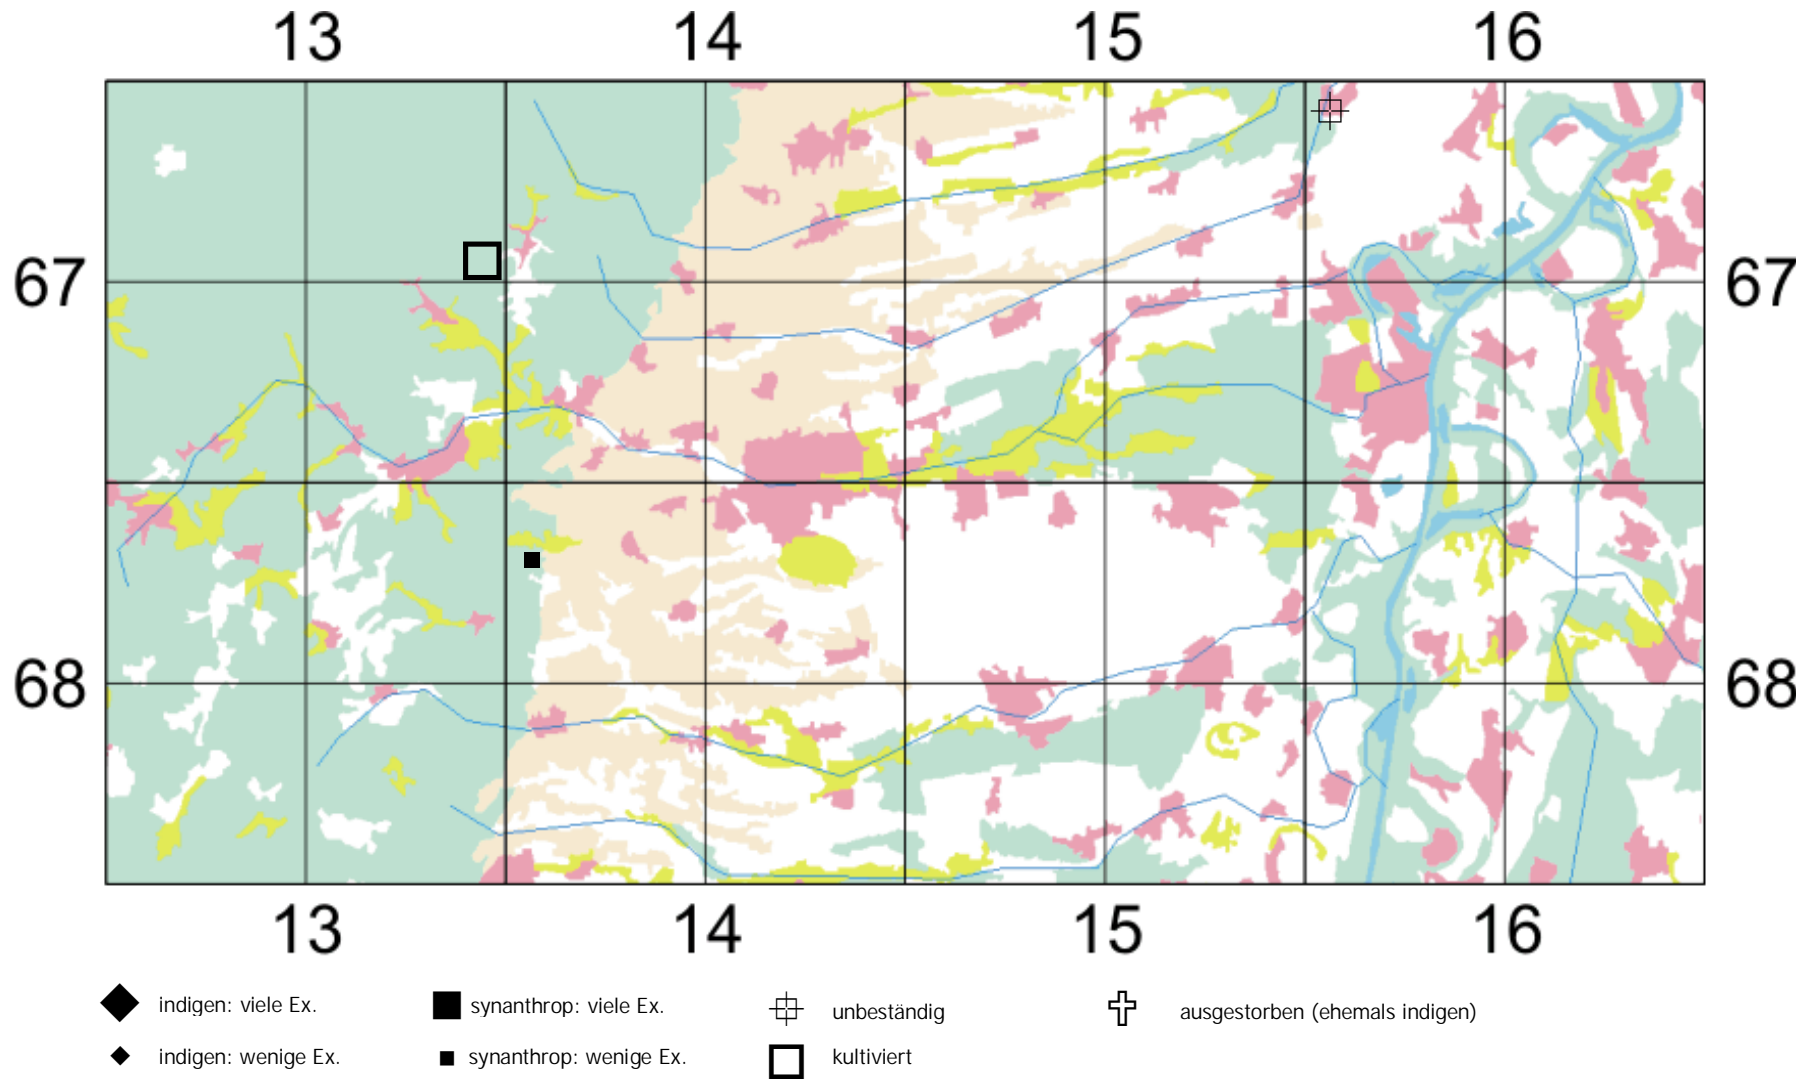 13 14 15 16
67 67
68 68
13 14 15 16
indigen: viele Ex. synanthrop: viele Ex. unbeständig ausgestorben (ehemals indigen)
indigen: wenige Ex. synanthrop: wenige Ex. kultiviert